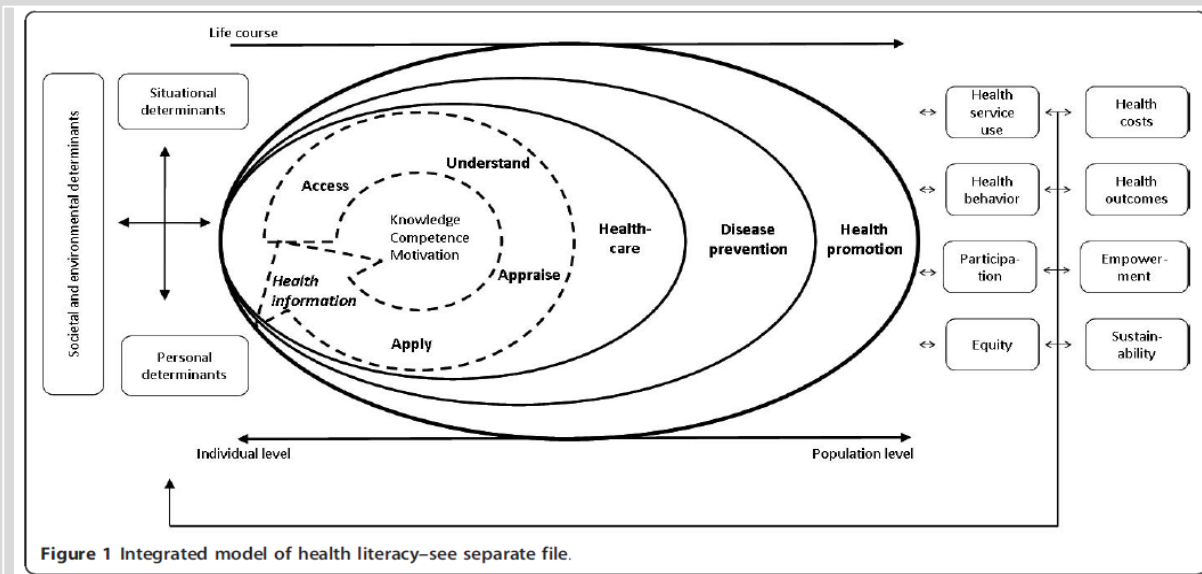 Life course
Societal and environmental determinants
Situational
determinants
Personal
determinants
Access
Understand
Knowledge
Competence
Motivation
Health
information
Appraise
Apply
Health-
care
Disease
prevention
Health
promotion
Health
service
use
Health
costs
Health
behavior
Health
outcomes
Participa-
tion
Empower-
ment
Equity
Sustain-
ability
Individual level
Population level
Figure 1 Integrated model of health literacy–see separate file.